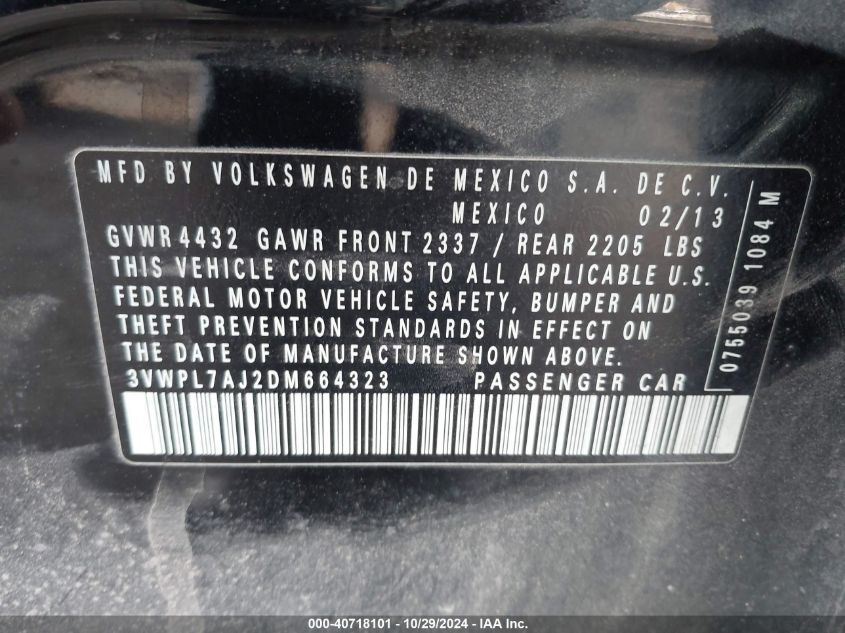 MFD BY VOLKSWAGEN DE MEXICO S.A. DE C.V.
MEXICO 02/13
GVWR 4432 GAWR FRONT 2337 / REAR 2205 LBS
THIS VEHICLE CONFORMS TO ALL APPLICABLE U.S.
FEDERAL MOTOR VEHICLE SAFETY, BUMPER AND
THEFT PREVENTION STANDARDS IN EFFECT ON
THE DATE OF MANUFACTURE SHOWN ABOVE.
3VWPL7AJ2DM664323 PASSENGER CAR
0755039 1084 M
000-40718101 - 10/29/2024 - IAA Inc.